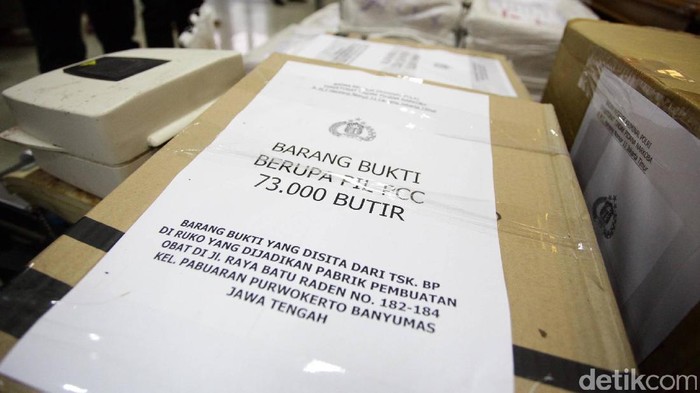 BARANG BUKTI
BERUPA PIL PCC
73.000 BUTIR
BARANG BUKTI YANG DISITA DARI TSK. BP
DI RUKO YANG DIJADIKAN PABRIK PEMBUATAN
OBAT DI JL. RAYA BATU RADEN NO. 182-184
KEL. PABUARAN PURWOKERTO BANYUMAS
JAWA TENGAH
detikcom